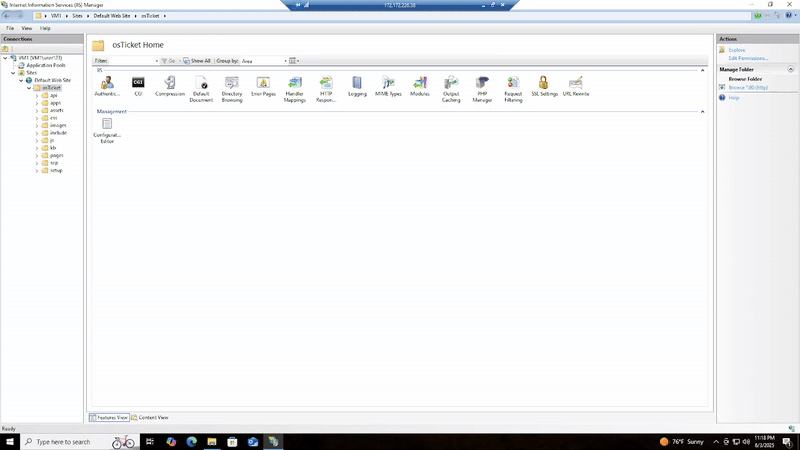 Internet Information Services (IIS) Manager
172.172.226.38
VM1 ▸ Sites ▸ Default Web Site ▸ osTicket ▸
File View Help
Connections
VM1 (VM1\user123)
Application Pools
Sites
Default Web Site
osTicket
api
apps
assets
css
images
include
js
kb
pages
scp
setup
osTicket Home
Filter: Go Show All Group by: Area
IIS
Authentic...
CGI
Compression
Default Document
Directory Browsing
Error Pages
Handler Mappings
HTTP Respon...
Logging
MIME Types
Modules
Output Caching
PHP Manager
Request Filtering
SSL Settings
URL Rewrite
Management
Configurat... Editor
Features View Content View
Actions
Explore
Edit Permissions...
Manage Folder
Browse Folder
Browse *:80 (http)
Help
Ready
Type here to search
76°F Sunny
11:18 PM
6/3/2025